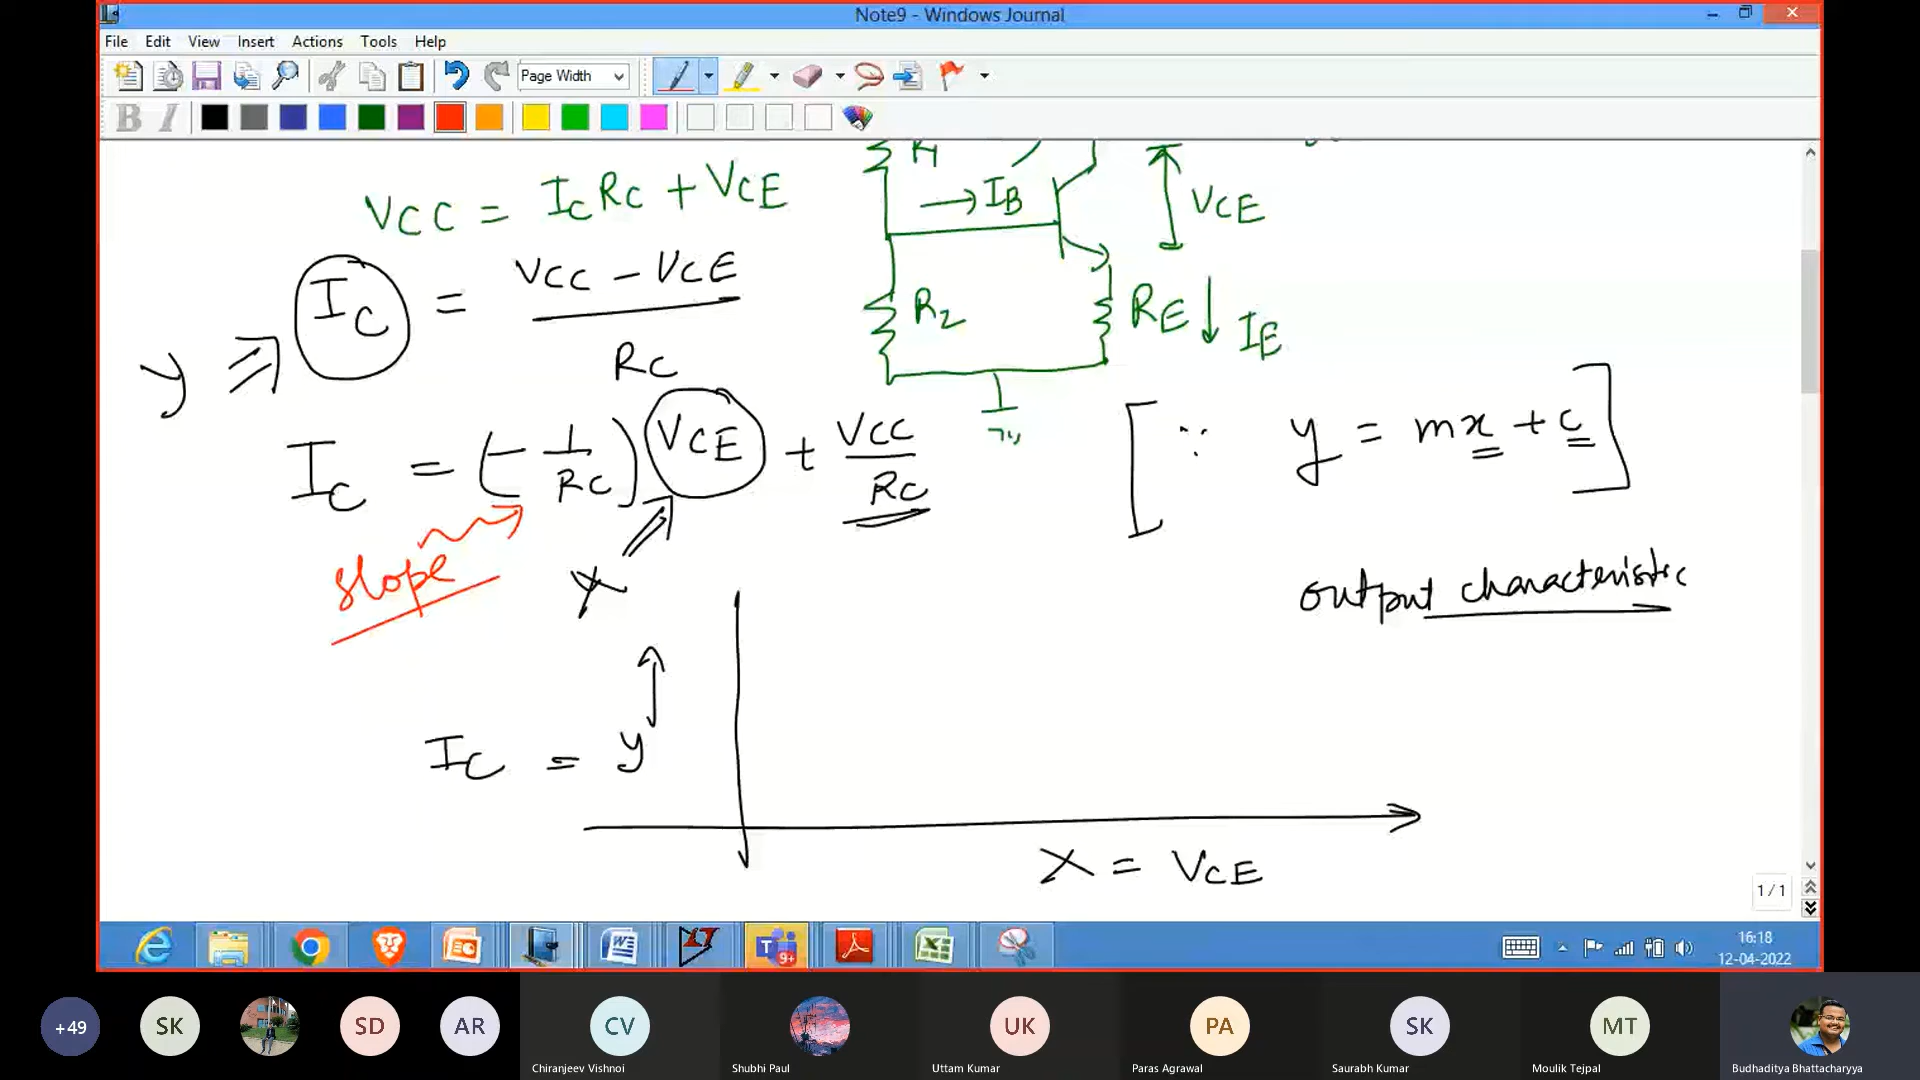 Note9 - Windows Journal
File Edit View Insert Actions Tools Help
Page Width
B I
VCC = ICRC + VCE
R1
IB
VCE
IC = VCC - VCE / RC
R2
RE
IE
y
IC = (- 1/RC) VCE + VCC/RC
[∵ y = mx + c]
slope
x
output characteristic
IC = y
X = VCE
1 / 1
9+
16:18
12-04-2022
+49
SK
SD
AR
CV
UK
PA
SK
MT
Chiranjeev Vishnoi
Shubhi Paul
Uttam Kumar
Paras Agrawal
Saurabh Kumar
Moulik Tejpal
Budhaditya Bhattacharyya